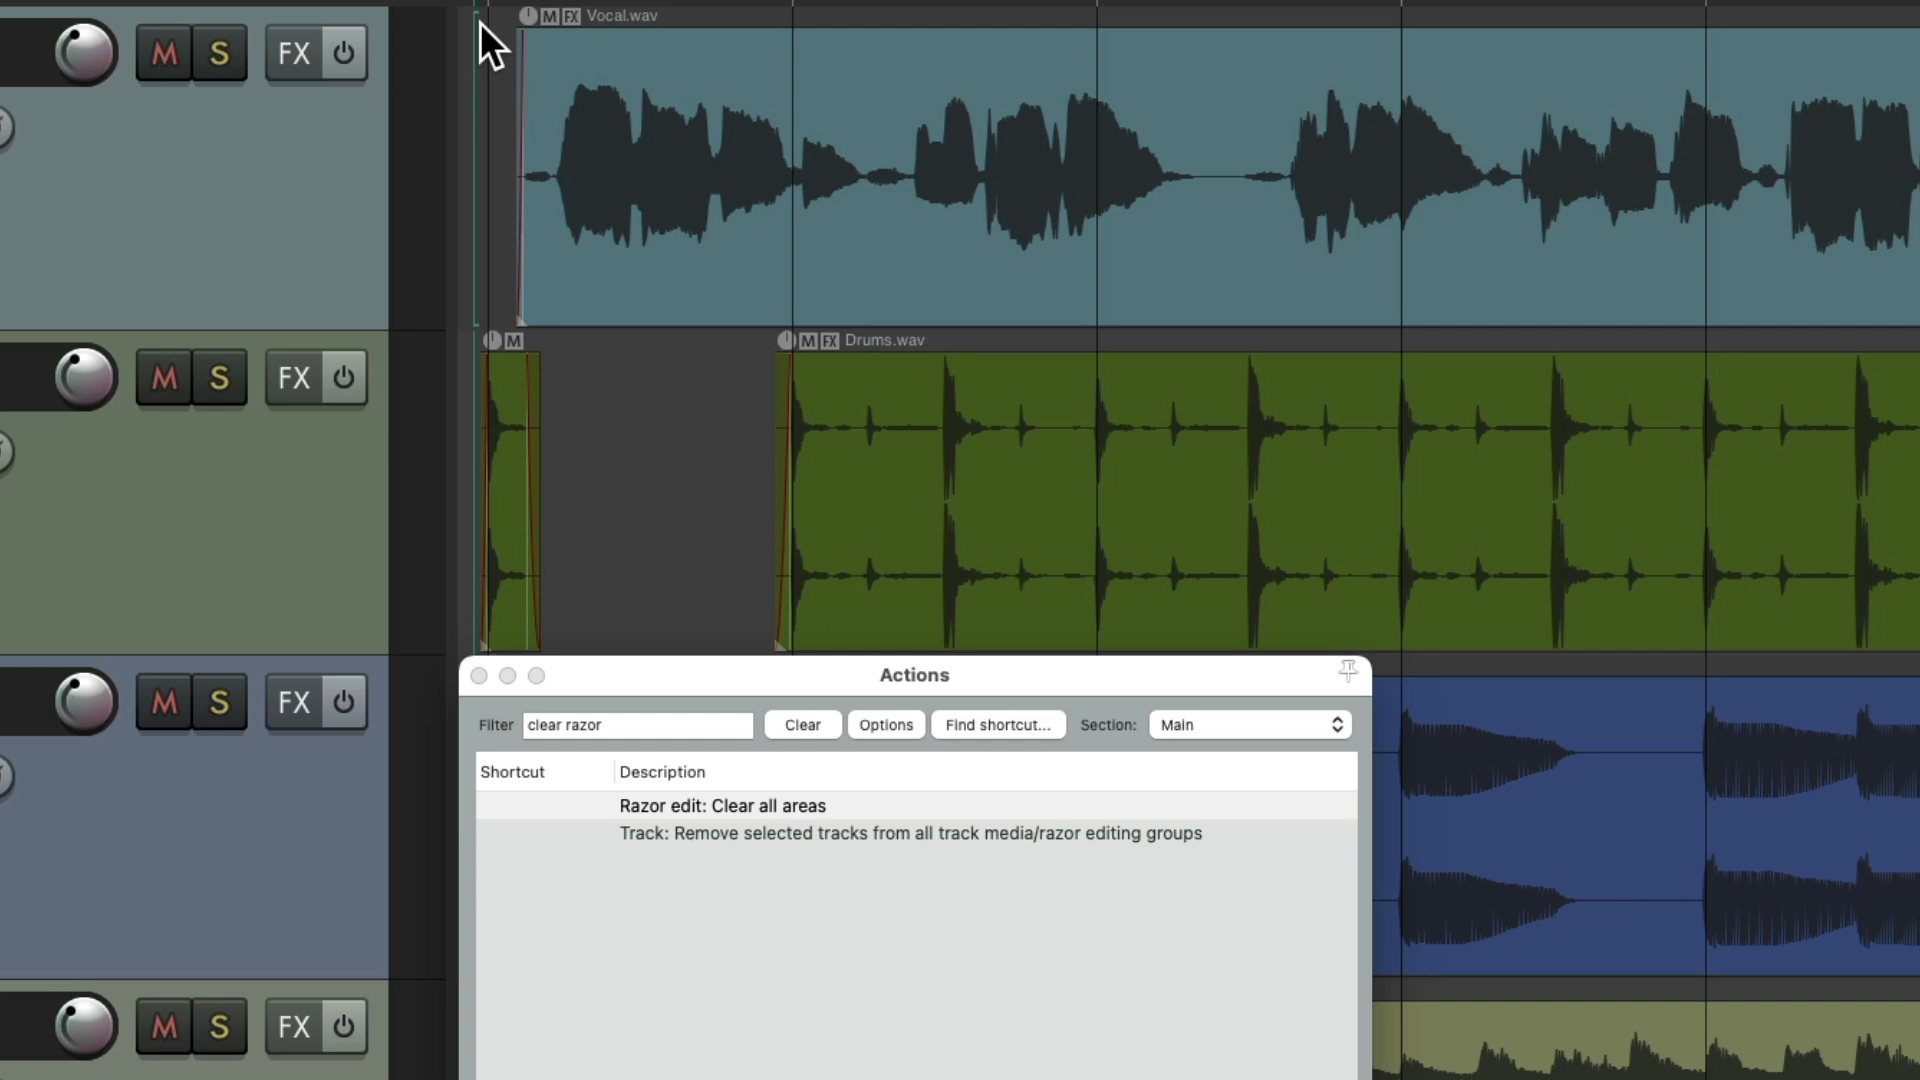 M FX Vocal.wav
M S FX
M
M FX Drums.wav
M S FX
Actions
Filter clear razor Clear Options Find shortcut... Section: Main
M S FX
Shortcut Description
Razor edit: Clear all areas
Track: Remove selected tracks from all track media/razor editing groups
M S FX